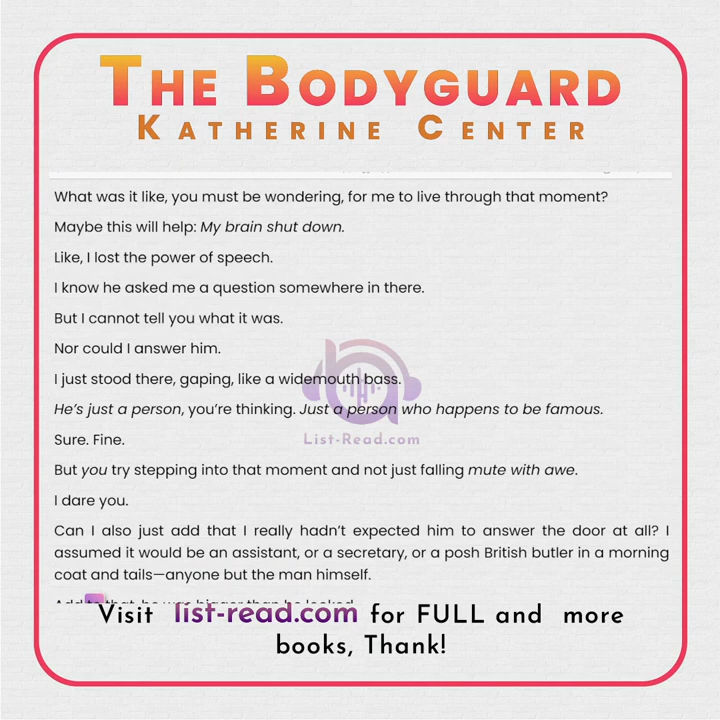 THE BODYGUARD
KATHERINE CENTER
What was it like, you must be wondering, for me to live through that moment?
Maybe this will help: My brain shut down.
Like, I lost the power of speech.
I know he asked me a question somewhere in there.
But I cannot tell you what it was.
Nor could I answer him.
I just stood there, gaping, like a widemouth bass.
He's just a person, you're thinking. Just a person who happens to be famous.
List-Read.com
Sure. Fine.
But you try stepping into that moment and not just falling mute with awe.
I dare you.
Can I also just add that I really hadn't expected him to answer the door at all? I
assumed it would be an assistant, or a secretary, or a posh British butler in a morning
coat and tails—anyone but the man himself.
Visit list-read.com for FULL and more
books, Thank!